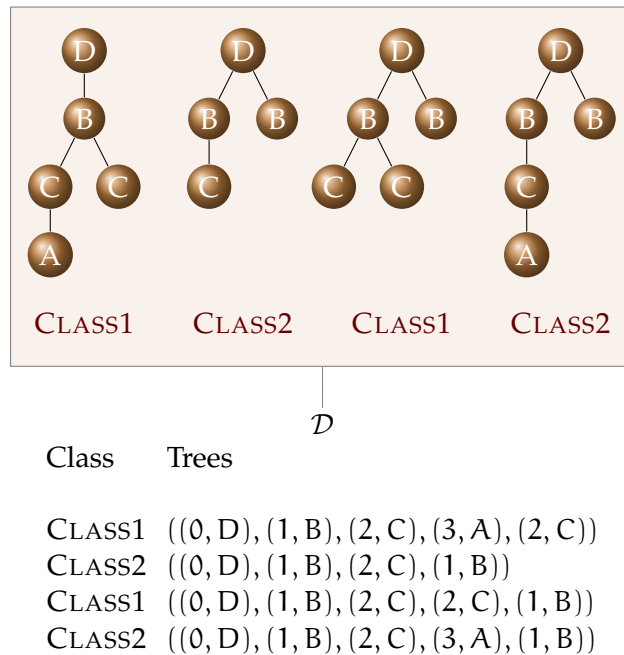 D D D D
B B B B B B B
C C C C C C
A A
CLASS1 CLASS2 CLASS1 CLASS2
𝒟
Class Trees
CLASS1 ((0, D), (1, B), (2, C), (3, A), (2, C))
CLASS2 ((0, D), (1, B), (2, C), (1, B))
CLASS1 ((0, D), (1, B), (2, C), (2, C), (1, B))
CLASS2 ((0, D), (1, B), (2, C), (3, A), (1, B))